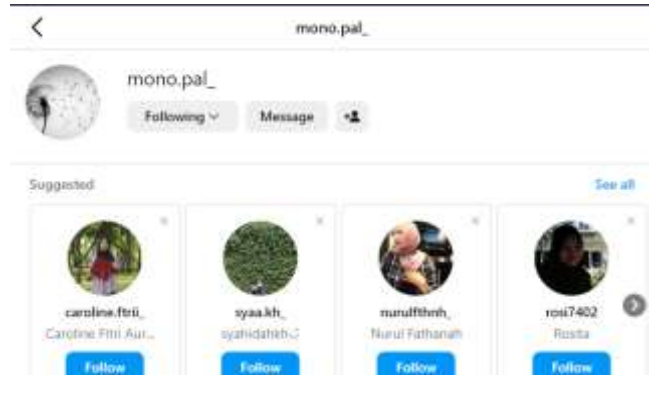 mono.pal_
mono.pal_
Following Message
Suggested See all
caroline.ftrii_ syaa.kh_ nurulfthnh_ rosi7402
Caroline Fitri Aur... Nurul Fathanah Rosita
Follow Follow Follow Follow